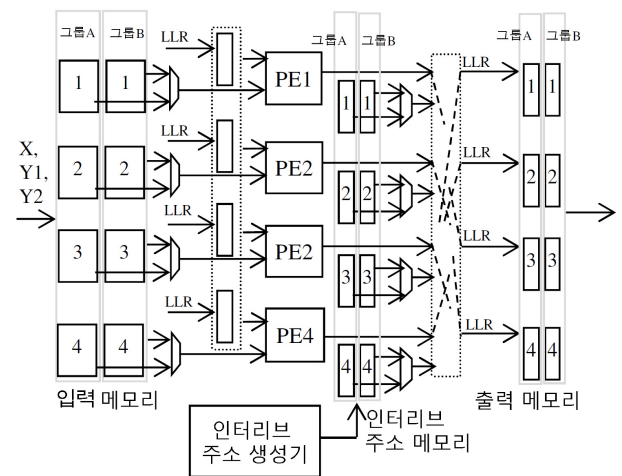 그룹A 그룹B
LLR
그룹A 그룹B
그룹A 그룹B
1 1
PE1
1 1
LLR
1 1
X,
Y1,
Y2
LLR
2 2
PE2
2 2
LLR
2 2
LLR
3 3
PE2
3 3
LLR
3 3
LLR
4 4
PE4
4 4
LLR
4 4
입력 메모리
인터리브
주소 생성기
인터리브
주소 메모리
출력 메모리